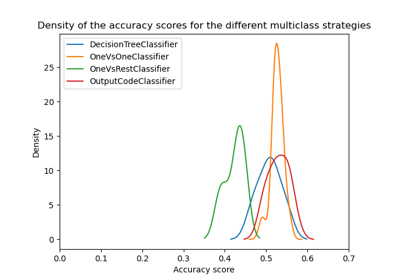 Density of the accuracy scores for the different multiclass strategies
DecisionTreeClassifier
OneVsOneClassifier
OneVsRestClassifier
OutputCodeClassifier
25
20
15
10
5
0
Density
0.0 0.1 0.2 0.3 0.4 0.5 0.6 0.7
Accuracy score